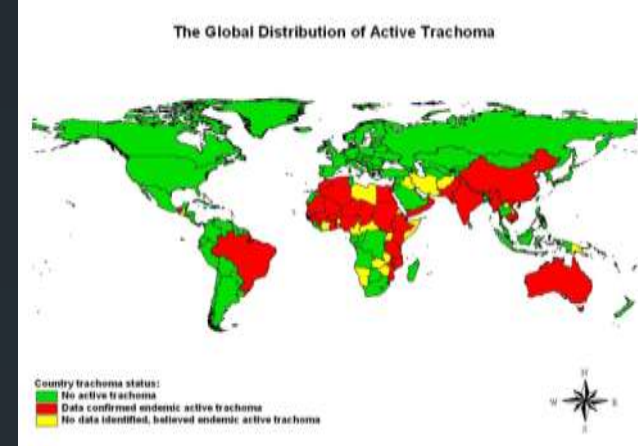 The Global Distribution of Active Trachoma
Country trachoma status:
No active trachoma
Data confirmed endemic active trachoma
No data identified, believed endemic active trachoma
N
W E
S